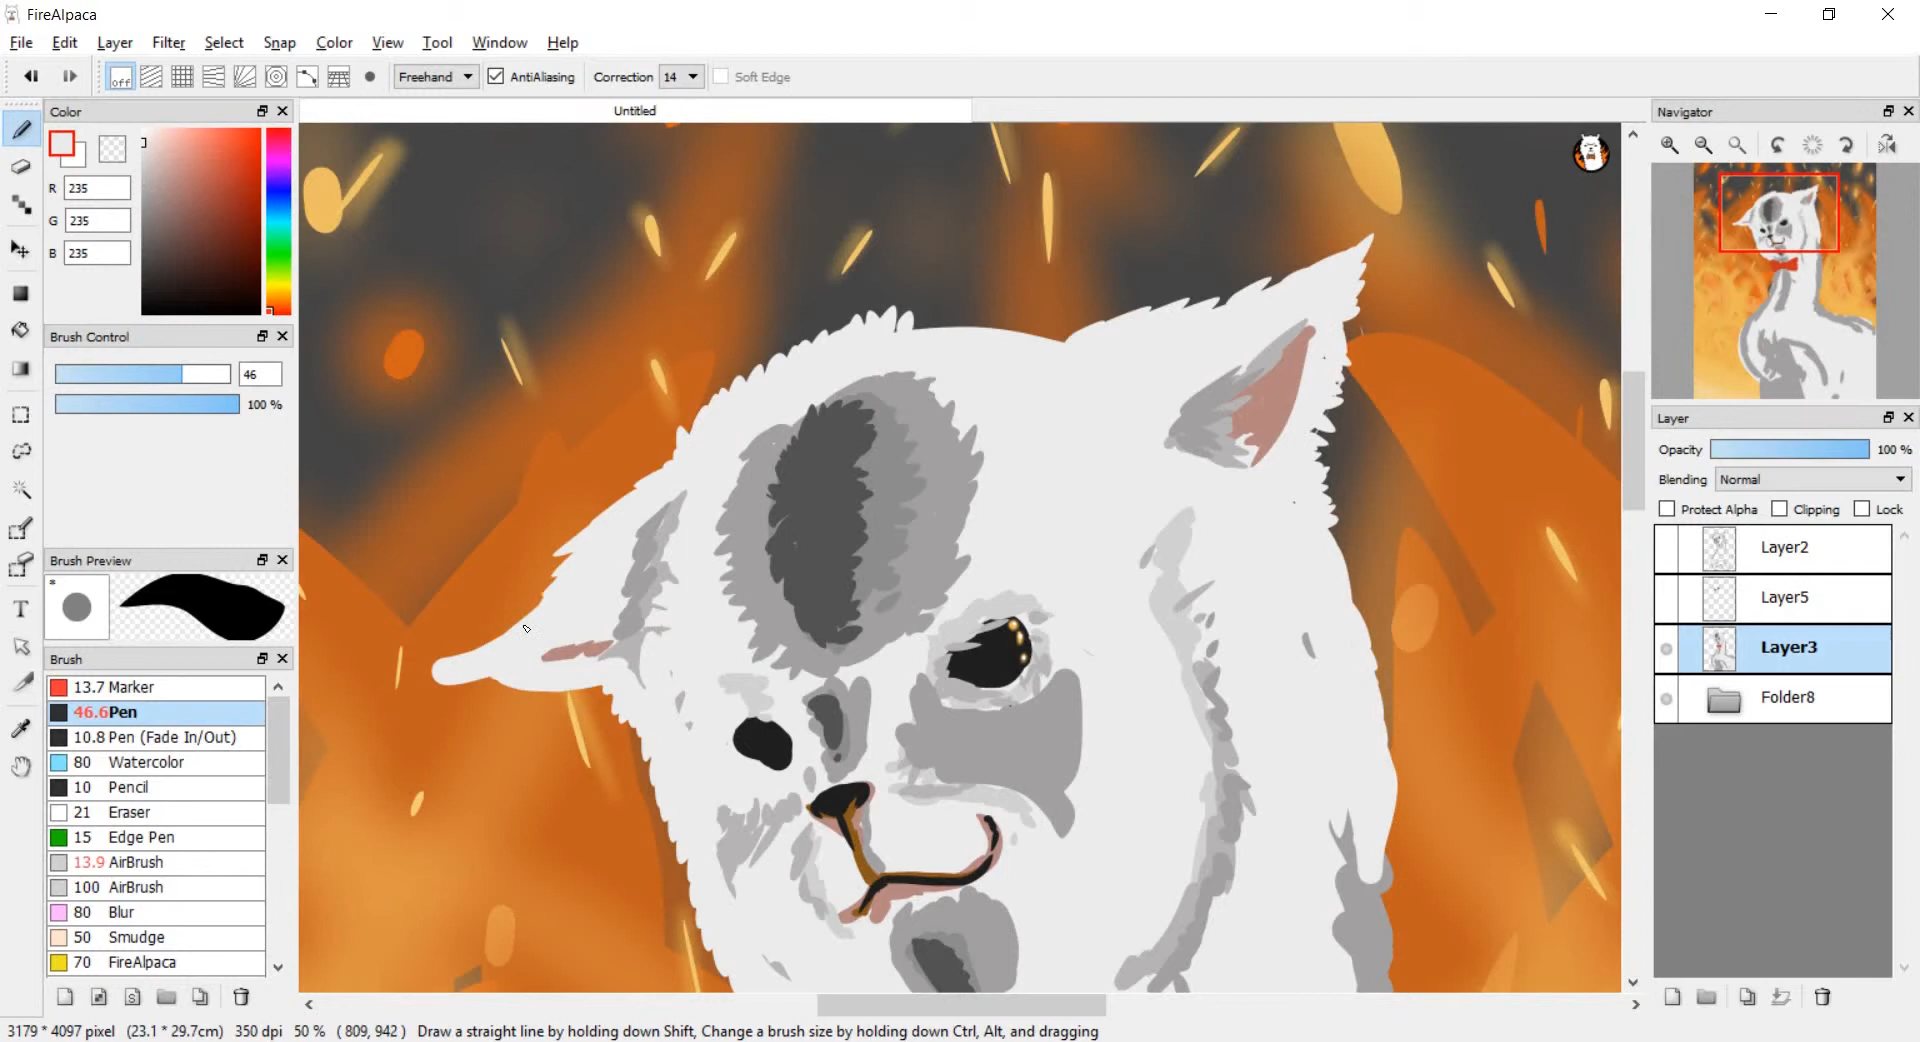 FireAlpaca
File Edit Layer Filter Select Snap Color View Tool Window Help
off Freehand AntiAliasing Correction 14 Soft Edge
Color
Untitled
Navigator
R 235
G 235
B 235
Brush Control
46
100 %
Layer
Opacity 100 %
Blending Normal
Protect Alpha Clipping Lock
Layer2
Layer5
Layer3
Folder8
Brush Preview
*
T
Brush
13.7 Marker
46.6 Pen
10.8 Pen (Fade In/Out)
80 Watercolor
10 Pencil
21 Eraser
15 Edge Pen
13.9 AirBrush
100 AirBrush
80 Blur
50 Smudge
70 FireAlpaca
S
3179 * 4097 pixel (23.1 * 29.7cm) 350 dpi 50 % ( 809, 942 ) Draw a straight line by holding down Shift, Change a brush size by holding down Ctrl, Alt, and dragging